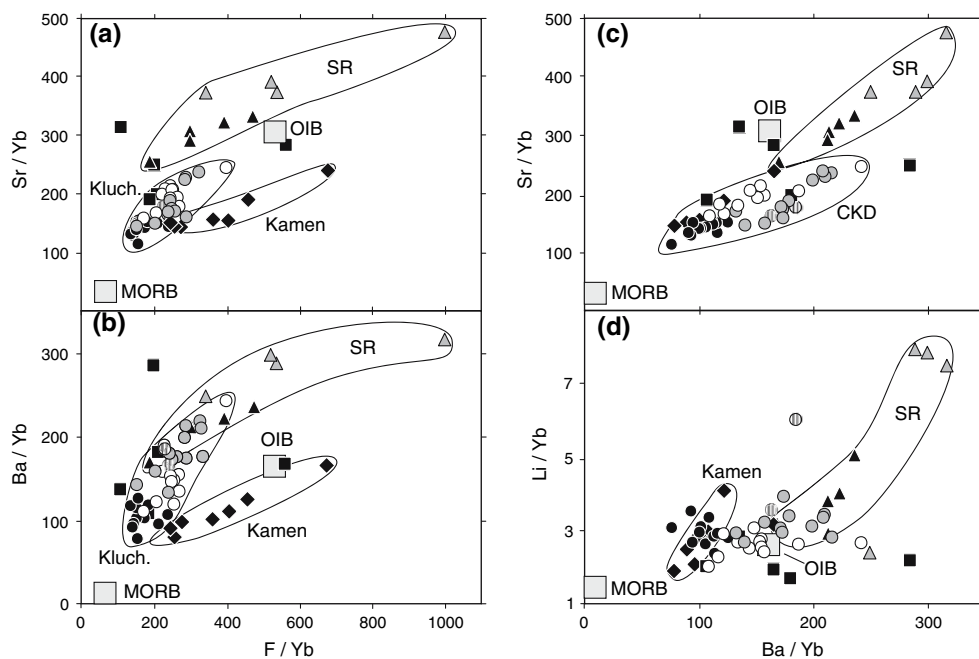 (a)
500
400
300
200
100
Sr / Yb
SR
OIB
Kluch.
Kamen
MORB
(b)
400
300
200
100
0
Ba / Yb
SR
OIB
Kamen
Kluch.
MORB
0 200 400 600 800 1000
F / Yb
(c)
500
400
300
200
100
Sr / Yb
SR
OIB
CKD
MORB
(d)
7
5
3
1
Li / Yb
SR
Kamen
OIB
MORB
0 100 200 300
Ba / Yb